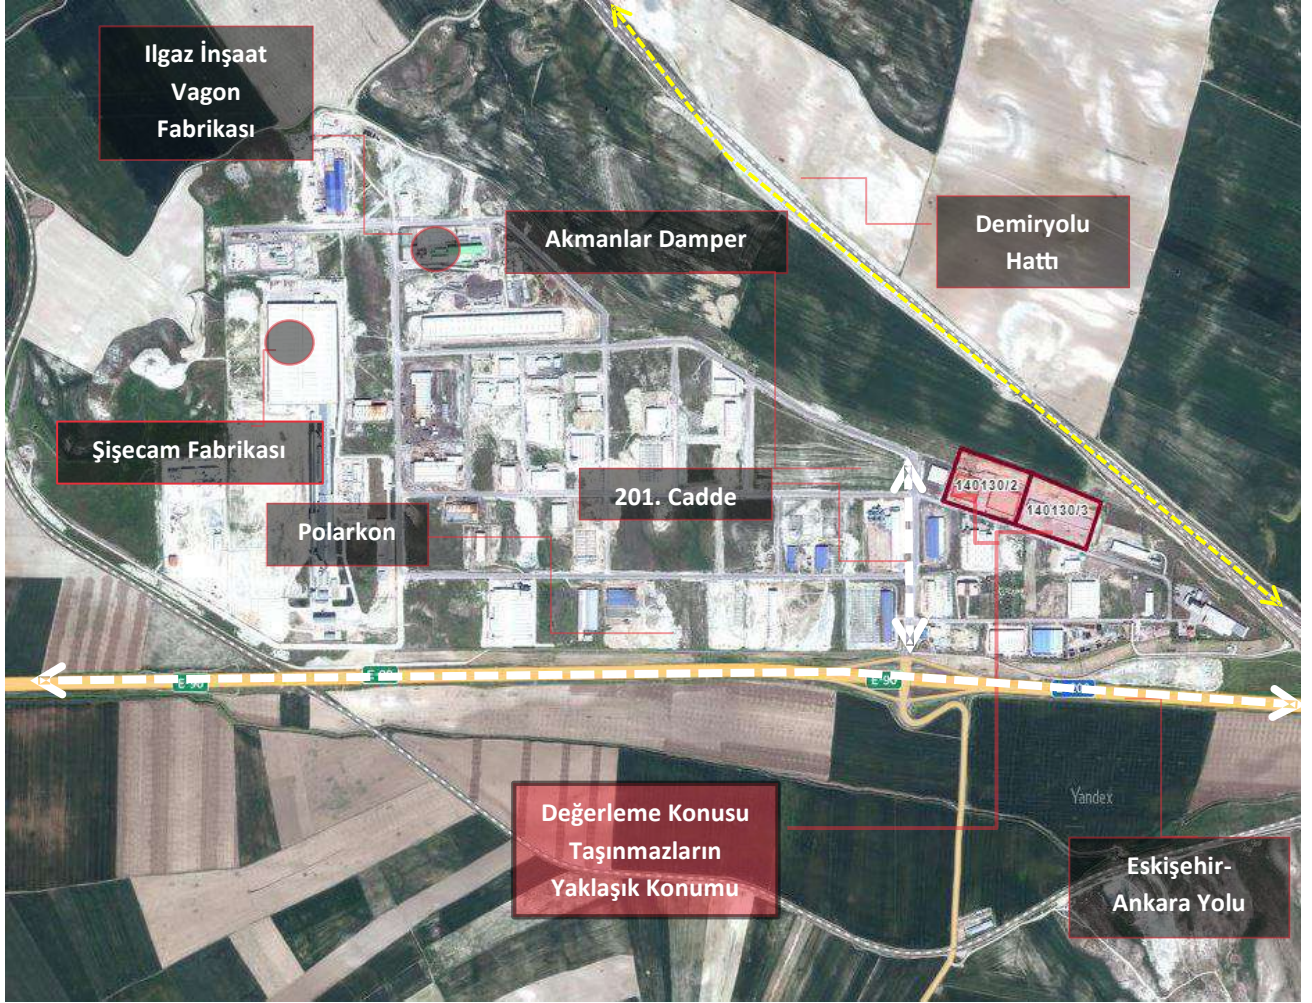 Ilgaz İnşaat
Vagon
Fabrikası
Akmanlar Damper
Demiryolu
Hattı
Şişecam Fabrikası
201. Cadde
Polarkon
140130/2
140130/3
E-90
E-90
E-90
Değerleme Konusu
Taşınmazların
Yaklaşık Konumu
Yandex
Eskişehir-
Ankara Yolu